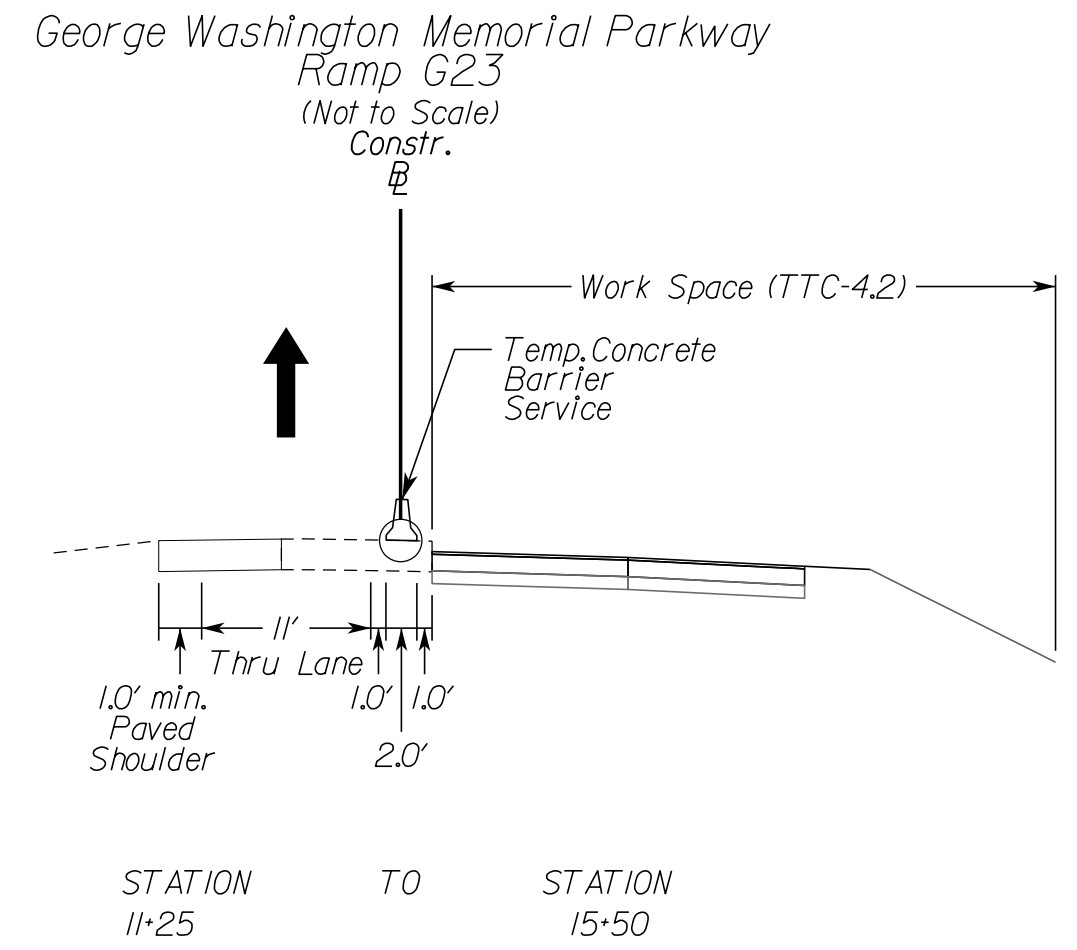 George Washington Memorial Parkway
Ramp G23
(Not to Scale)
Constr.
BL
Work Space (TTC-4.2)
Temp. Concrete
Barrier
Service
11'
Thru Lane
1.0' min.
Paved
Shoulder
1.0' 1.0'
2.0'
STATION TO STATION
11+25 15+50